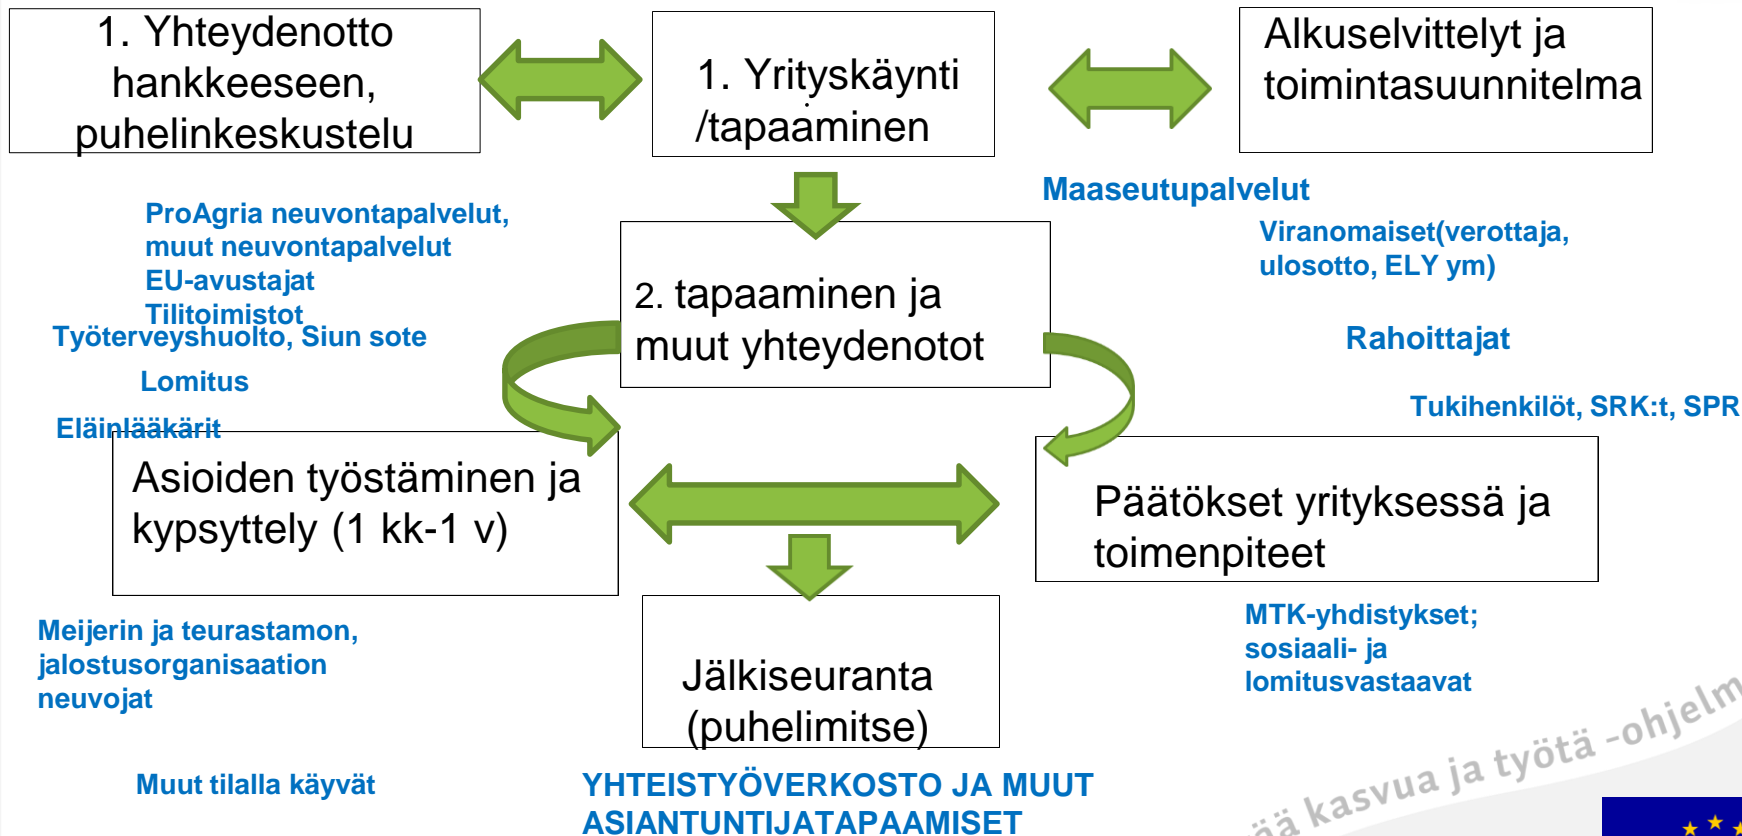 1. Yhteydenotto
hankkeeseen,
puhelinkeskustelu
1. Yrityskäynti
/tapaaminen
Alkuselvittelyt ja
toimintasuunnitelma
ProAgria neuvontapalvelut,
muut neuvontapalvelut
EU-avustajat
Tilitoimistot
Työterveyshuolto, Siun sote
Lomitus
Eläinlääkärit
2. tapaaminen ja
muut yhteydenotot
Maaseutupalvelut
Viranomaiset(verottaja,
ulosotto, ELY ym)
Rahoittajat
Tukihenkilöt, SRK:t, SPR
Asioiden työstäminen ja
kypsyttely (1 kk-1 v)
Päätökset yrityksessä ja
toimenpiteet
Meijerin ja teurastamon,
jalostusorganisaation
neuvojat
Jälkiseuranta
(puhelimitse)
MTK-yhdistykset;
sosiaali- ja
lomitusvastaavat
Muut tilalla käyvät
YHTEISTYÖVERKOSTO JA MUUT
ASIANTUNTIJATAPAAMISET
kasvua ja työtä -ohjelm